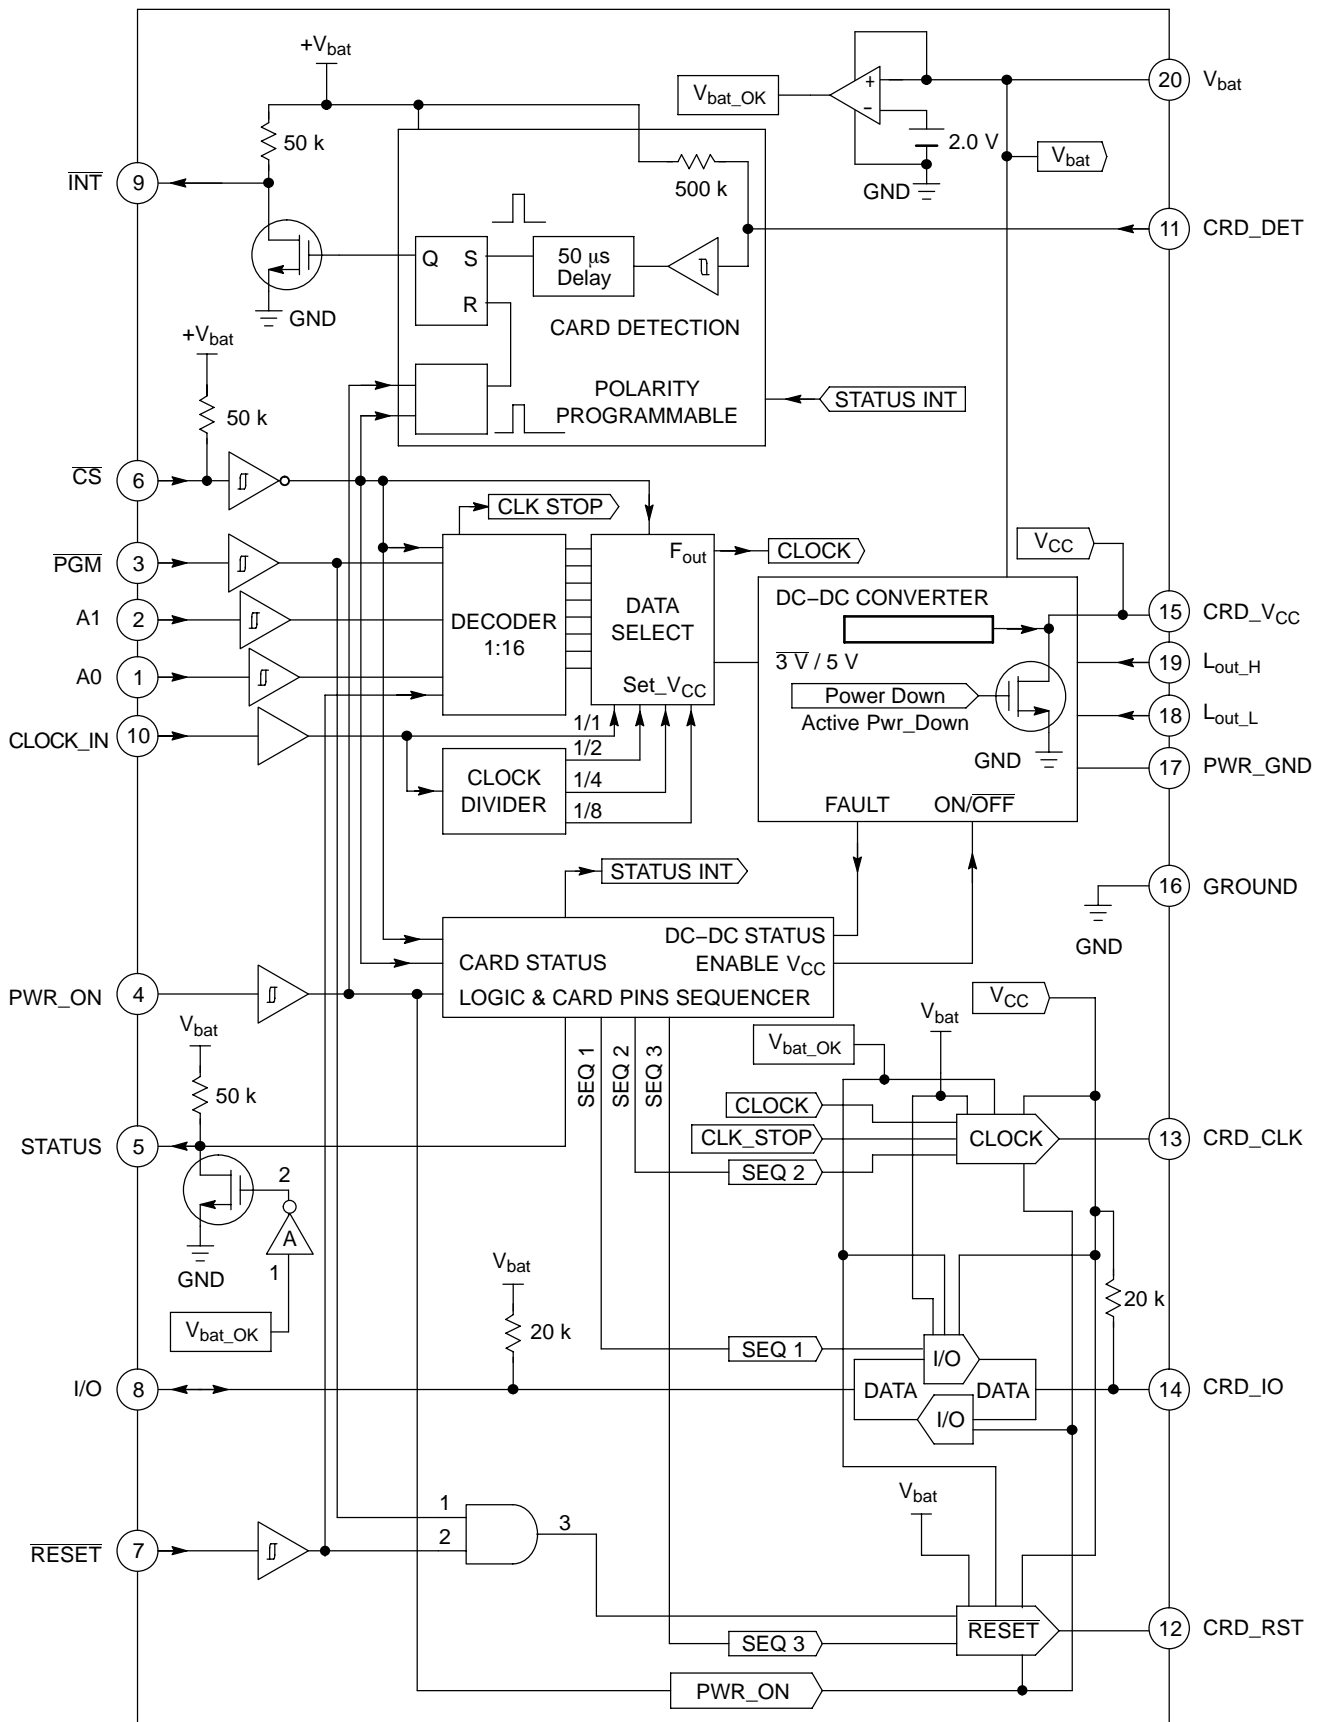 +Vbat
50 k
INT
9
GND
500 k
Q
S
R
50 μs
Delay
CARD DETECTION
POLARITY
PROGRAMMABLE
STATUS INT
Vbat_OK
+
−
2.0 V
GND
Vbat
20
Vbat
11
CRD_DET
+Vbat
50 k
CS
6
PGM
3
A1
2
A0
1
CLOCK_IN
10
CLK STOP
DECODER
1:16
Fout
DATA
SELECT
Set_VCC
CLOCK
1/1
1/2
1/4
1/8
CLOCK
DIVIDER
VCC
DC−DC CONVERTER
3 V / 5 V
Power Down
Active Pwr_Down
GND
FAULT
ON/OFF
15
CRD_VCC
19
Lout_H
18
Lout_L
17
PWR_GND
16
GROUND
GND
STATUS INT
DC−DC STATUS
CARD STATUS
ENABLE VCC
LOGIC & CARD PINS SEQUENCER
PWR_ON
4
SEQ 1
SEQ 2
SEQ 3
Vbat
50 k
STATUS
5
2
A
1
GND
Vbat_OK
Vbat_OK
Vbat
VCC
CLOCK
CLK_STOP
SEQ 2
CLOCK
13
CRD_CLK
Vbat
20 k
20 k
SEQ 1
I/O
I/O
8
DATA
DATA
I/O
14
CRD_IO
Vbat
RESET
7
1
2
3
RESET
12
CRD_RST
SEQ 3
PWR_ON